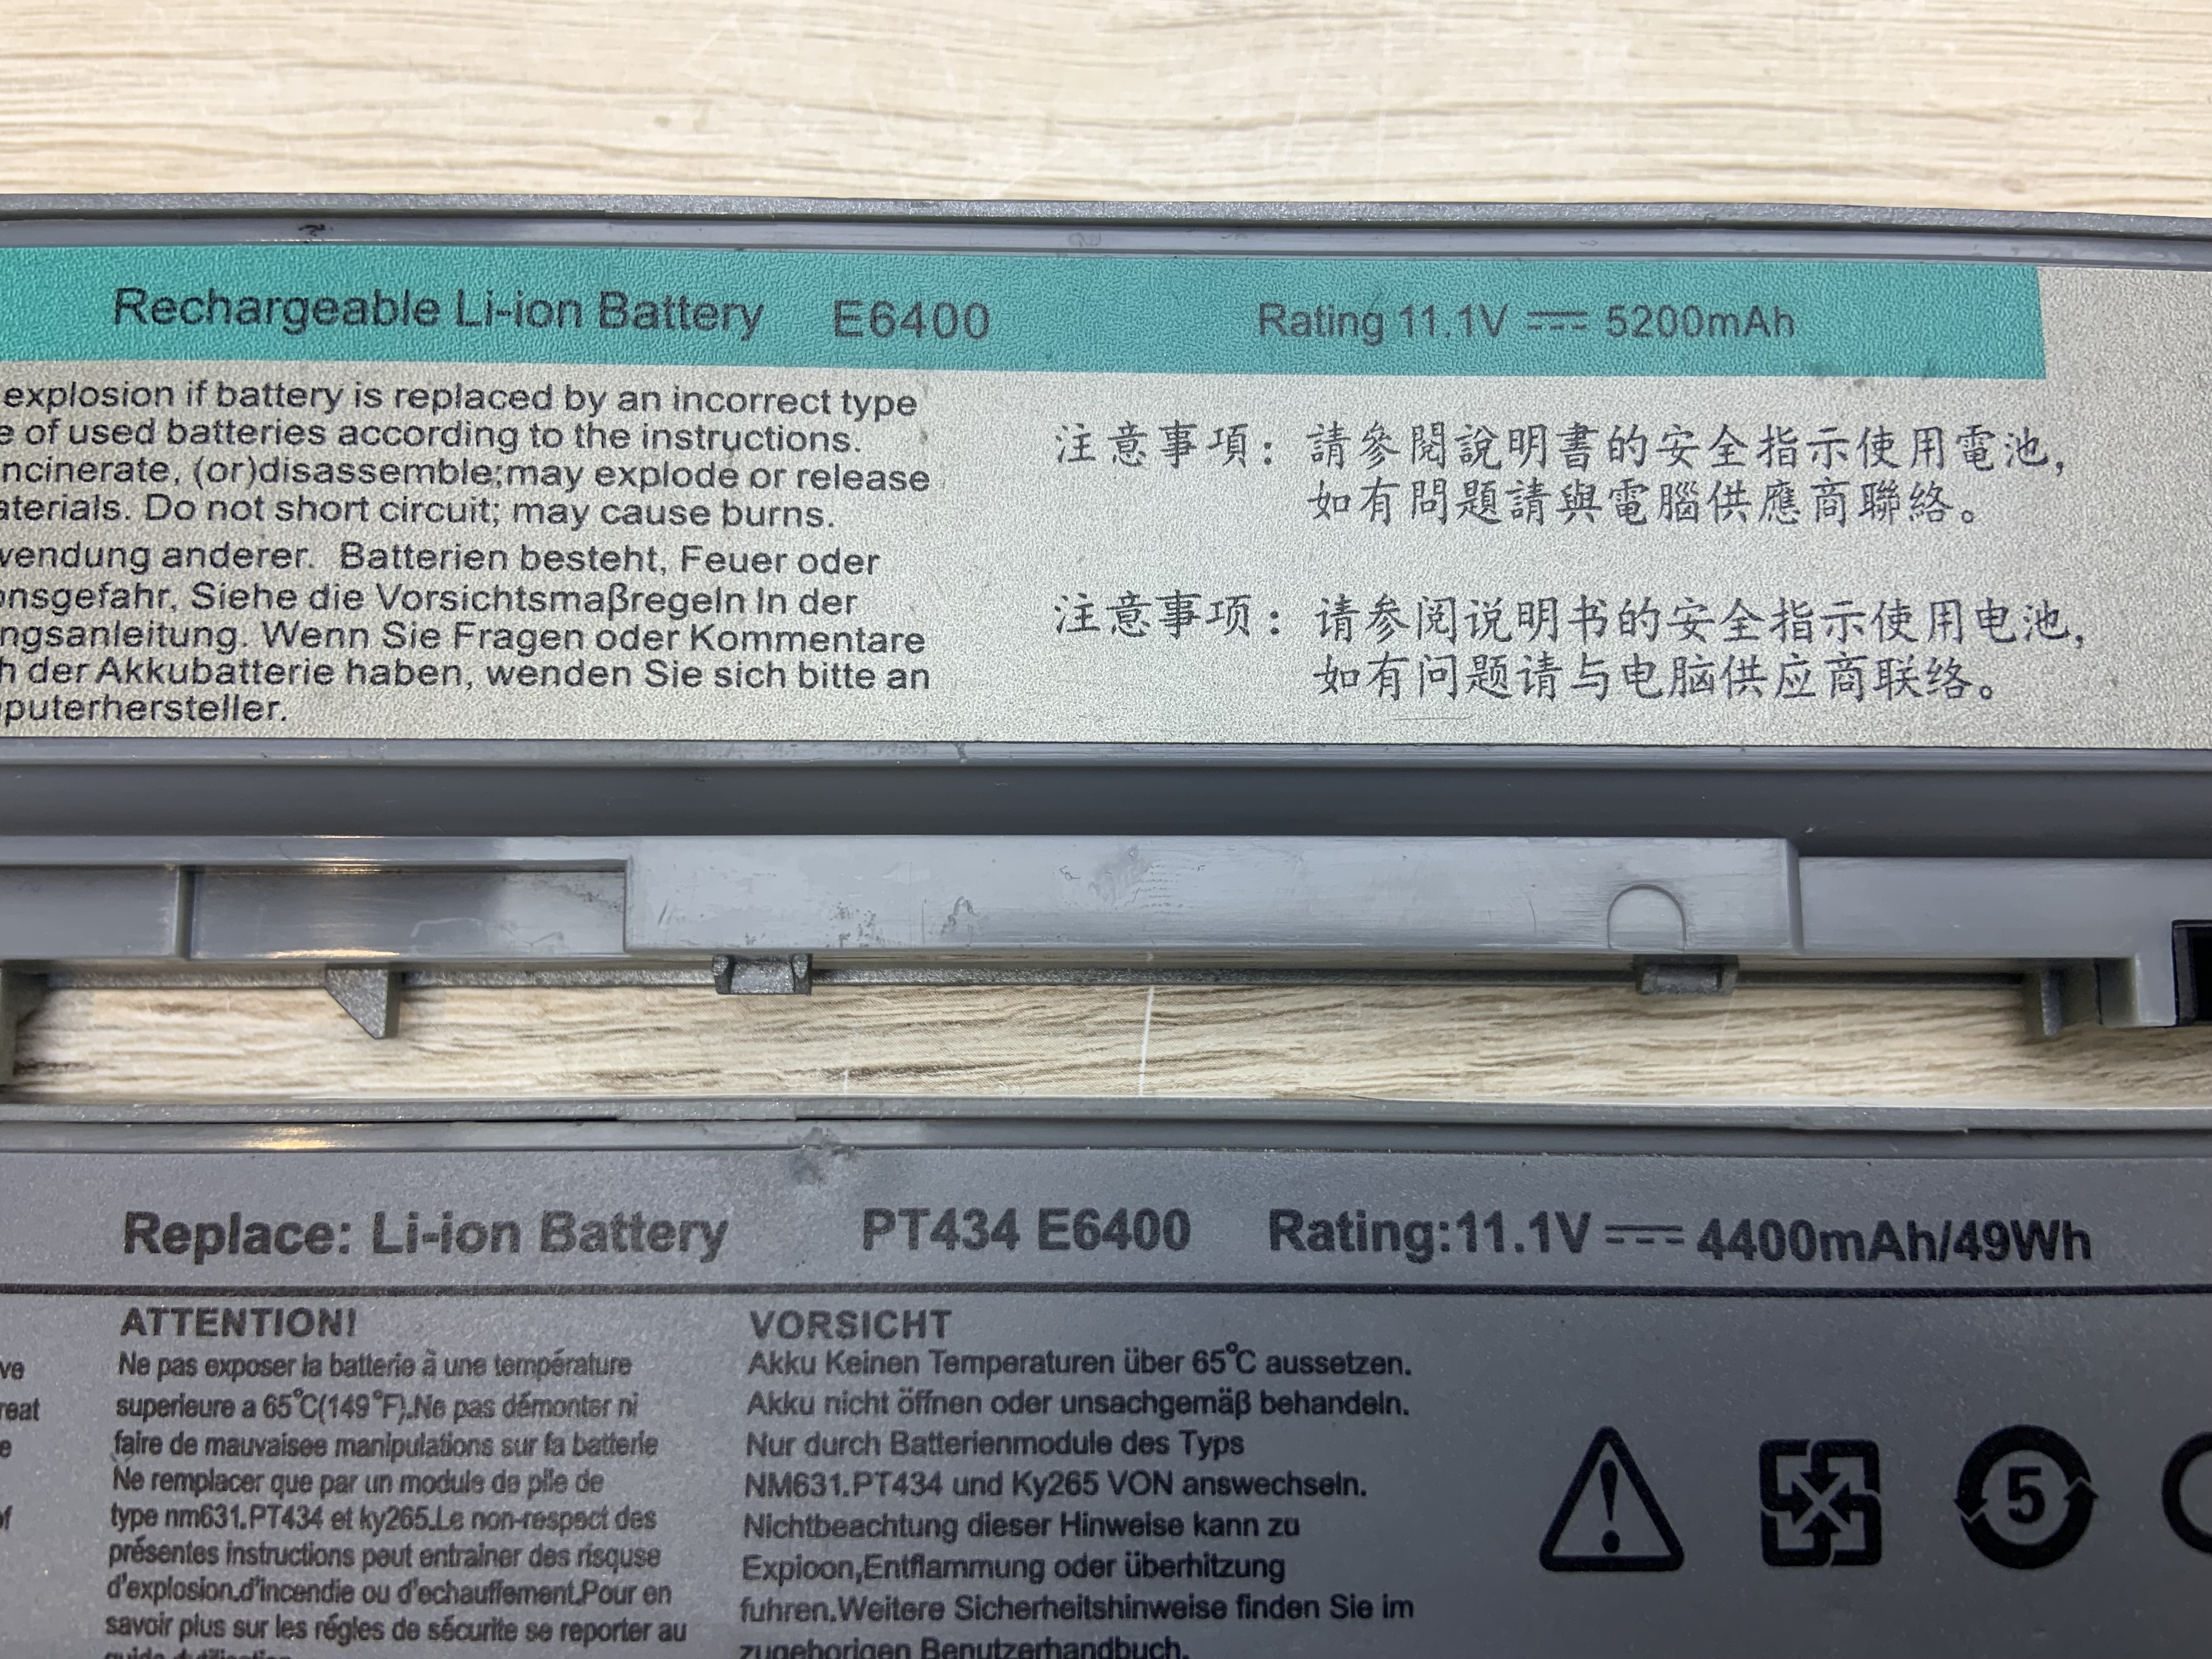 Rechargeable Li-ion Battery E6400 Rating 11.1V 5200mAh
explosion if battery is replaced by an incorrect type
e of used batteries according to the instructions.
ncinerate, (or)disassemble;may explode or release
aterials. Do not short circuit; may cause burns.
wendung anderer. Batterien besteht, Feuer oder
onsgefahr, Siehe die Vorsichtsmaßregeln In der
ngsanleitung. Wenn Sie Fragen oder Kommentare
h der Akkubatterie haben, wenden Sie sich bitte an
puterhersteller.
注意事項：請參閱說明書的安全指示使用電池，
如有問題請與電腦供應商聯絡。
注意事项：请参阅说明书的安全指示使用电池，
如有问题请与电脑供应商联络。
Replace: Li-ion Battery PT434 E6400 Rating:11.1V 4400mAh/49Wh
ve
reat
e
of
ATTENTION!
Ne pas exposer la batterie à une température
superieure a 65°C(149°F).Ne pas démonter ni
faire de mauvaisee manipulations sur fa batterie
Ne remplacer que par un module da pile de
type nm631.PT434 et ky265.Le non-respect des
présentes instructions peut entrainer des risquse
d'explosion.d'incendie ou d'echauffement.Pour en
savoir plus sur les régles de sécurite se reporter au
guide d'utilisation
VORSICHT
Akku Keinen Temperaturen über 65°C aussetzen.
Akku nicht öffnen oder unsachgemäβ behandeln.
Nur durch Batterienmodule des Typs
NM631.PT434 und Ky265 VON answechseln.
Nichtbeachtung dieser Hinweise kann zu
Expioon,Entflammung oder überhitzung
fuhren.Weitere Sicherheitshinweise finden Sie im
zugehorigen Benutzerhandbuch.
5